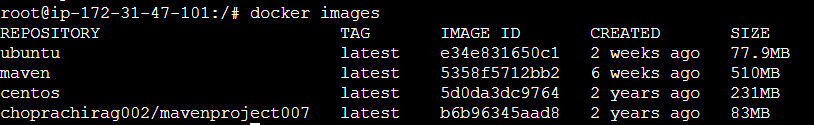 root@ip-172-31-47-101:/# docker images
REPOSITORY TAG IMAGE ID CREATED SIZE
ubuntu latest e34e831650c1 2 weeks ago 77.9MB
maven latest 5358f5712bb2 6 weeks ago 510MB
centos latest 5d0da3dc9764 2 years ago 231MB
choprachirag002/mavenproject007 latest b6b96345aad8 2 years ago 83MB